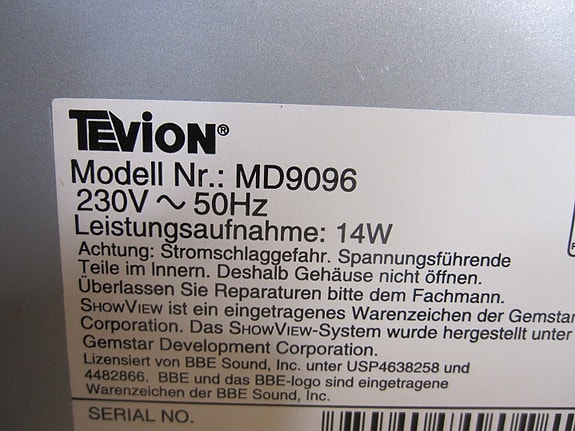 TEVION®
Modell Nr.: MD9096
230V ~ 50Hz
Leistungsaufnahme: 14W
Achtung: Stromschlaggefahr. Spannungsführende
Teile im Innern. Deshalb Gehäuse nicht öffnen.
Überlassen Sie Reparaturen bitte dem Fachmann.
SHOWVIEW ist ein eingetragenes Warenzeichen der Gemstar
Corporation. Das SHOWVIEW-System wurde hergestellt unter
Gemstar Development Corporation.
Lizensiert von BBE Sound, Inc. unter USP4638258 und
4482866. BBE und das BBE-logo sind eingetragene
Warenzeichen der BBE Sound, Inc.
SERIAL NO.